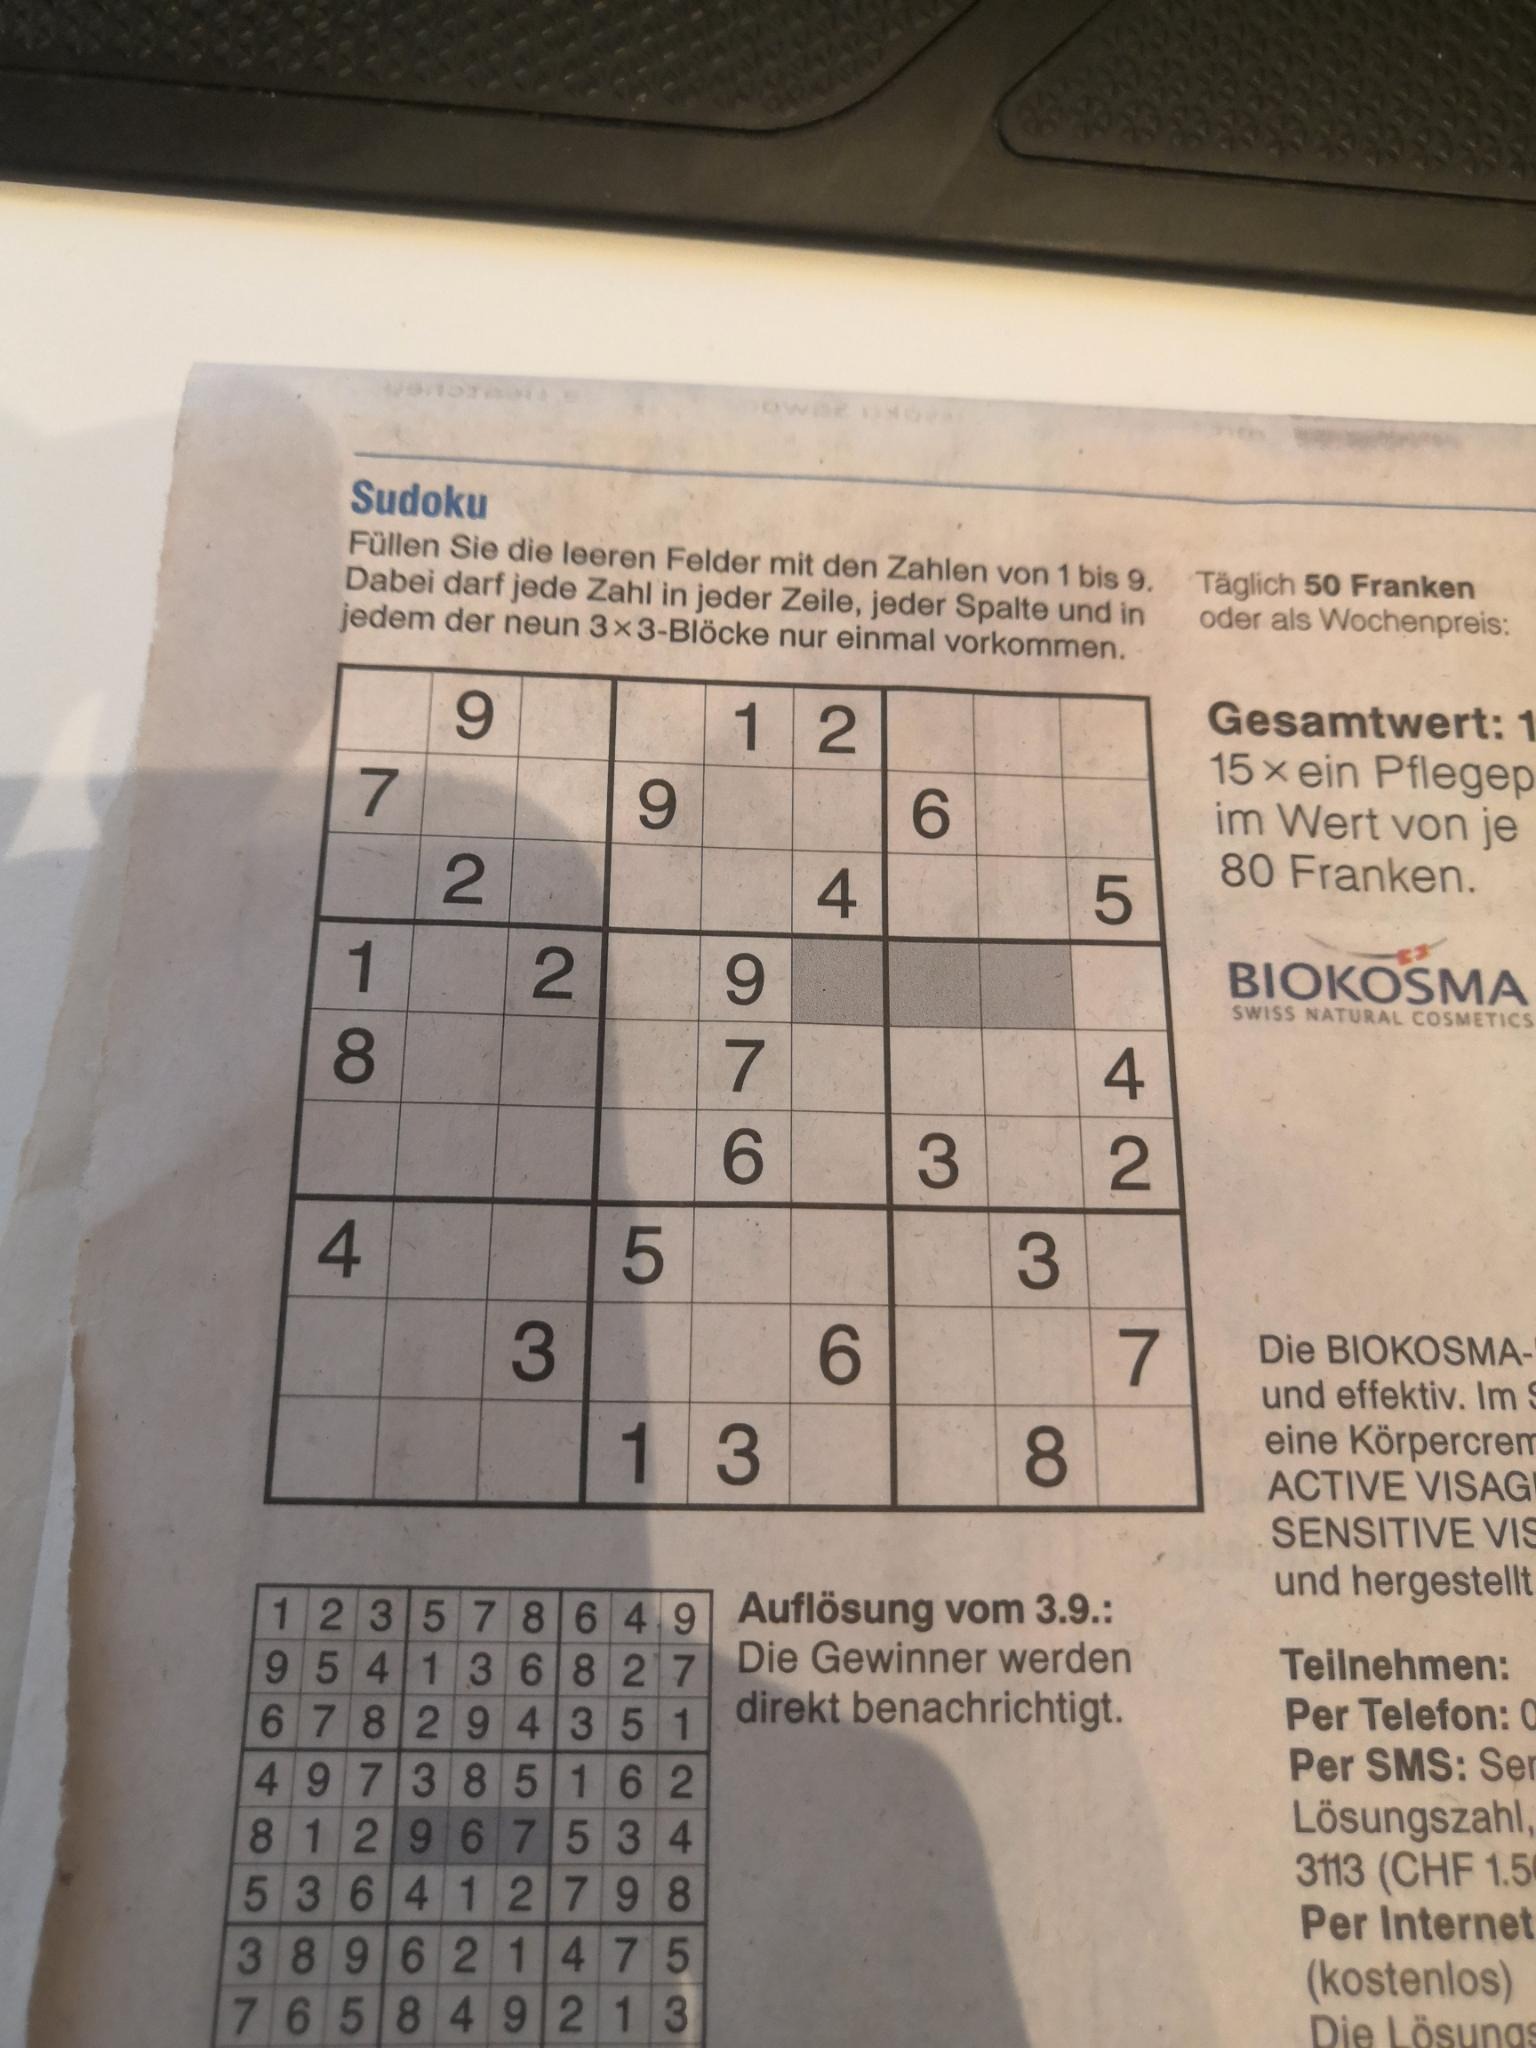 Sudoku
Füllen Sie die leeren Felder mit den Zahlen von 1 bis 9.
Dabei darf jede Zahl in jeder Zeile, jeder Spalte und in
jedem der neun 3×3-Blöcke nur einmal vorkommen.
9 1 2
7 9 6
2 4 5
1 2 9
8 7 4
6 3 2
4 5 3
3 6 7
1 3 8
1 2 3 5 7 8 6 4 9
9 5 4 1 3 6 8 2 7
6 7 8 2 9 4 3 5 1
4 9 7 3 8 5 1 6 2
8 1 2 9 6 7 5 3 4
5 3 6 4 1 2 7 9 8
3 8 9 6 2 1 4 7 5
7 6 5 8 4 9 2 1 3
Auflösung vom 3.9.:
Die Gewinner werden
direkt benachrichtigt.
Täglich 50 Franken
oder als Wochenpreis:
Gesamtwert: 1
15 × ein Pflegep
im Wert von je
80 Franken.
BIOKOSMA
SWISS NATURAL COSMETICS
Die BIOKOSMA-
und effektiv. Im S
eine Körpercrem
ACTIVE VISAG
SENSITIVE VIS
und hergestellt
Teilnehmen:
Per Telefon: 0
Per SMS: Sen
Lösungszahl,
3113 (CHF 1.50
Per Internet
(kostenlos)
Die Lösungs